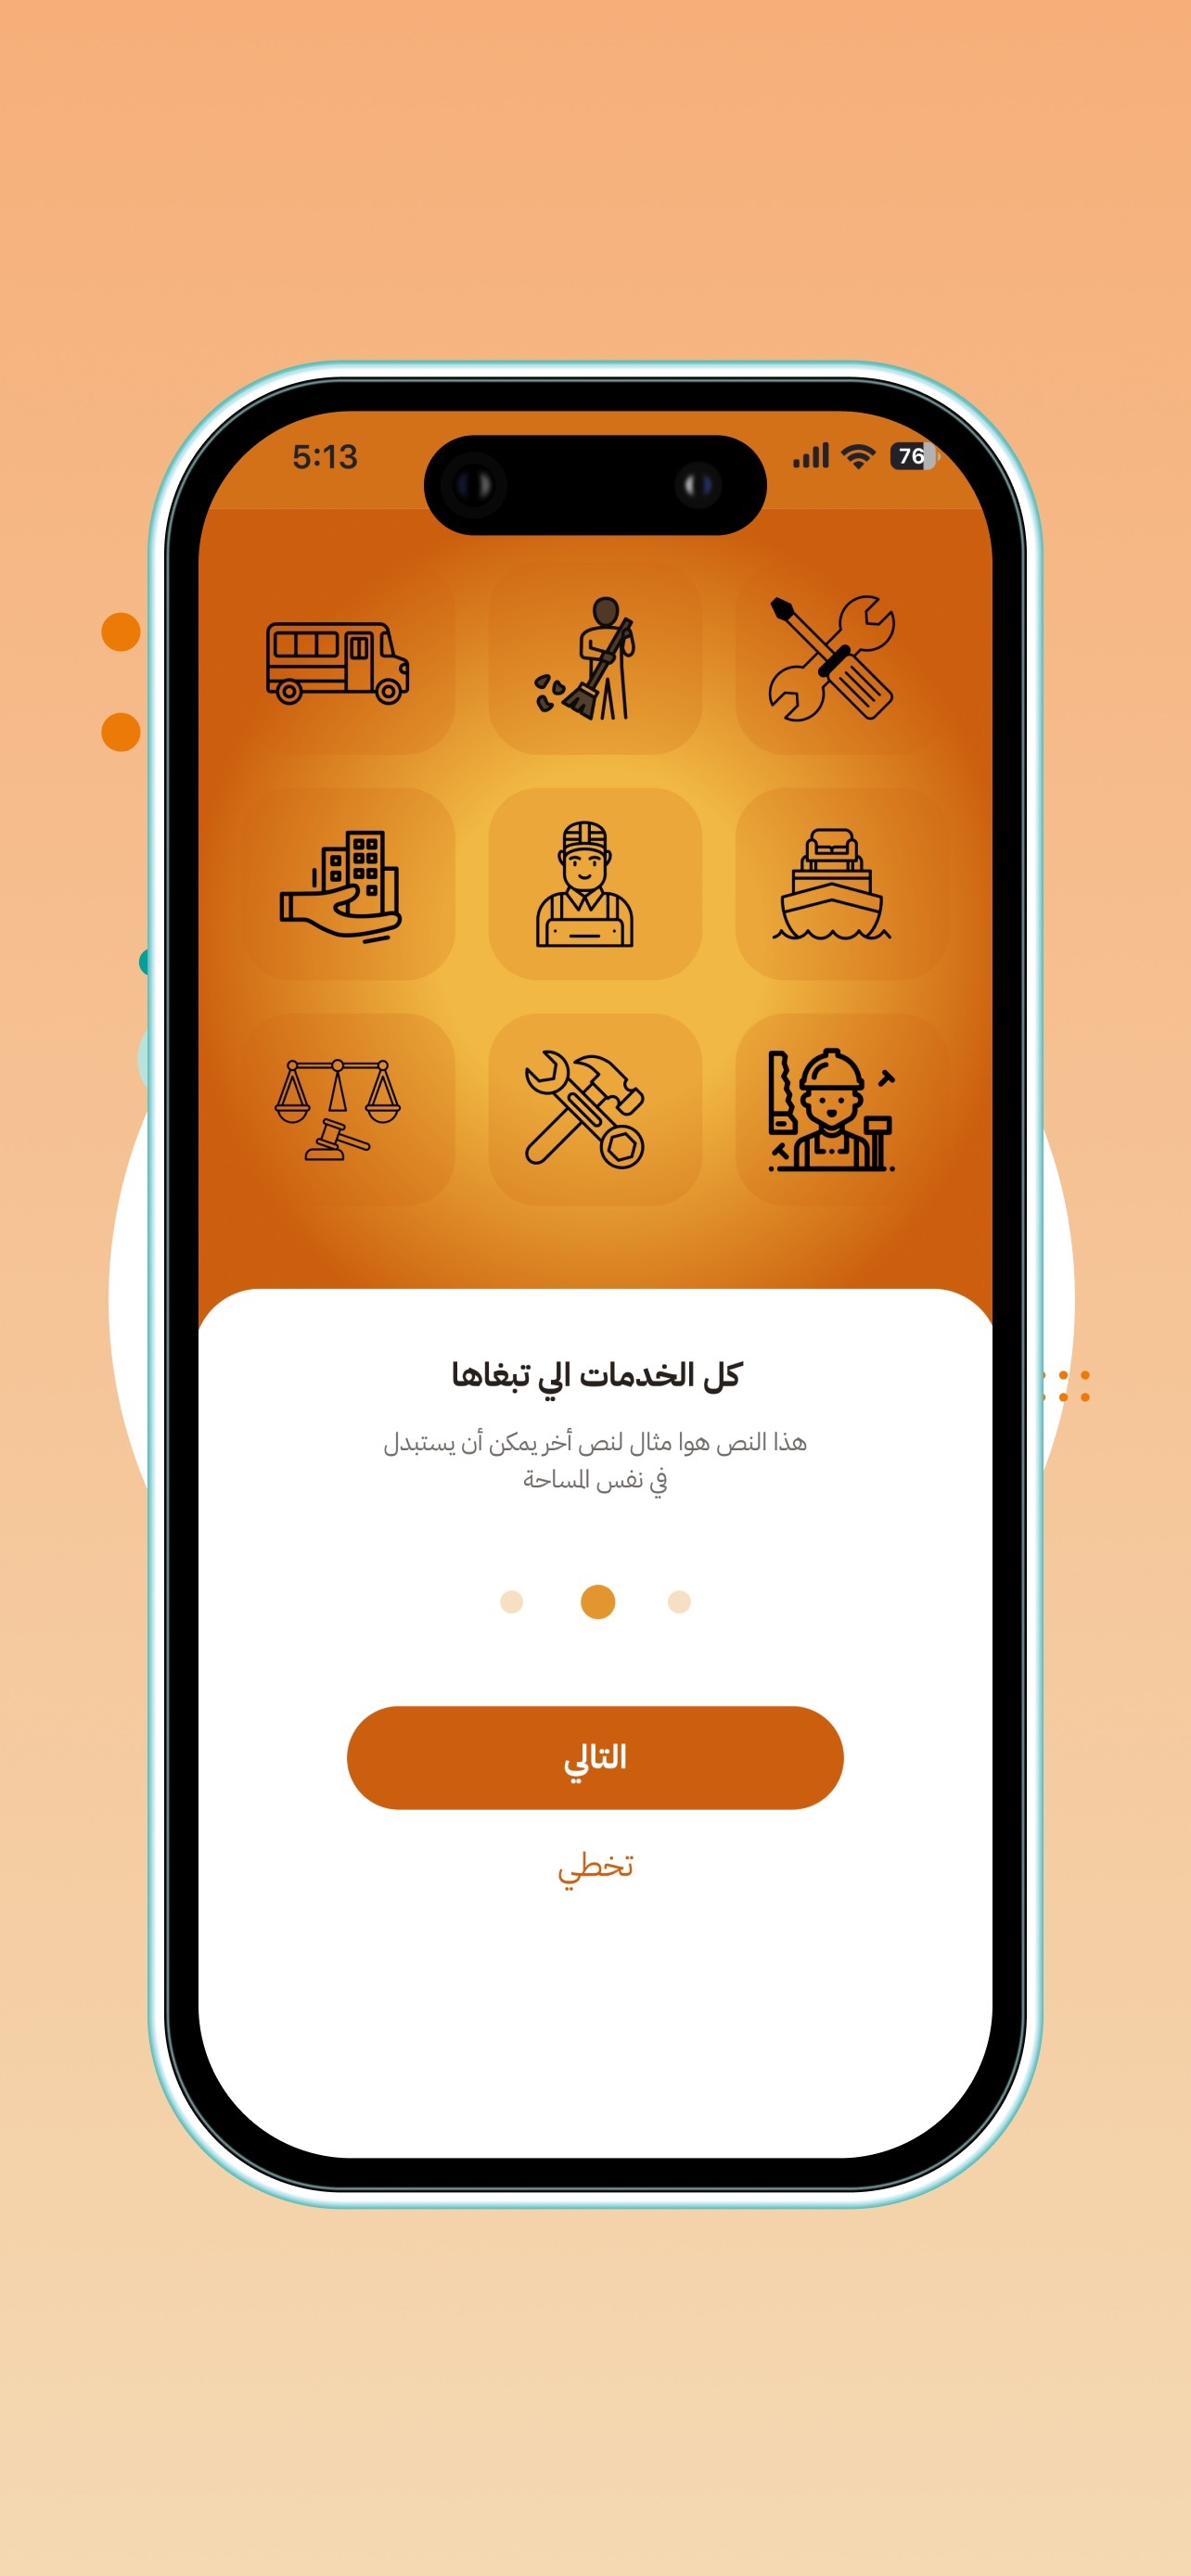 5:13
76
كل الخدمات الي تبغاها
هذا النص هوا مثال لنص أخر يمكن أن يستبدل
في نفس المساحة
التالي
تخطي